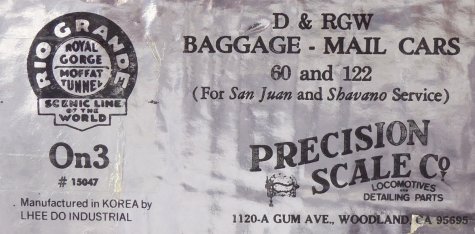 RIO GRANDE
ROYAL
GORGE
MOFFAT
TUNNEL
SCENIC LINE
OF THE
WORLD
On3
# 15047
Manufactured in KOREA by
LHEE DO INDUSTRIAL
D & RGW
BAGGAGE - MAIL CARS
60 and 122
(For San Juan and Shavano Service)
PRECISION
SCALE Co.
LOCOMOTIVES
AND
DETAILING PARTS
1120-A GUM AVE., WOODLAND, CA 95695